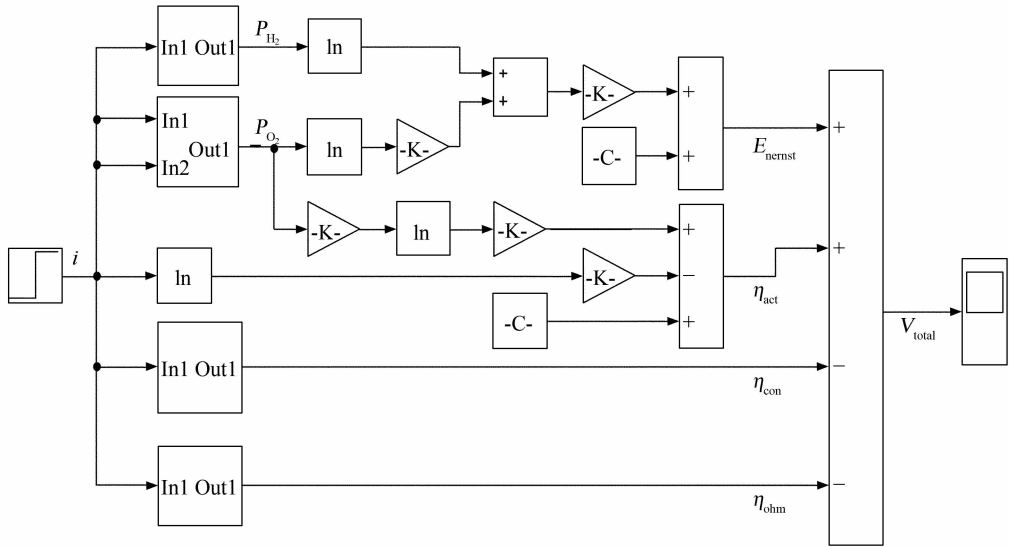 P_H₂
In1 Out1
ln
+
+
-K-
+
In1
In2
Out1
P_O₂
ln
-K-
-C-
+
E_nernst
+
-K-
ln
-K-
+
i
ln
-K-
−
η_act
+
-C-
+
V_total
In1 Out1
η_con
−
In1 Out1
η_ohm
−